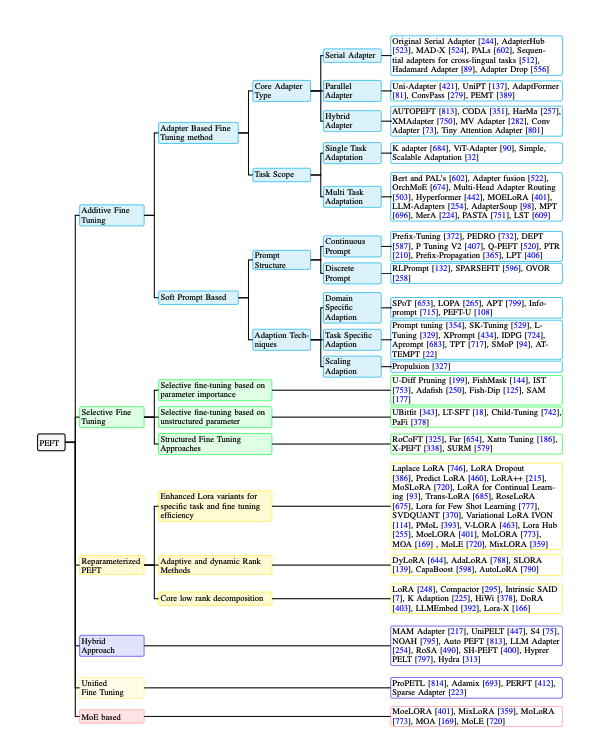 Original Serial Adapter [244], AdapterHub
[523], MAD-X [524], PALs [602], Sequen-
tial adapters for cross-lingual tasks [512],
Hadamard Adapter [89], Adapter Drop [556]
Serial Adapter
Core Adapter
Type
Parallel
Adapter
Uni-Adapter [421], UniPT [137], AdaptFormer
[81], ConvPass [279], PEMT [389]
Hybrid
Adapter
AUTOPEFT [813], CODA [351], HarMa [257],
XMAdapter [750], MV Adapter [282], Conv
Adapter [73], Tiny Attention Adapter [801]
Adapter Based Fine
Tuning method
Single Task
Adaptation
K adapter [684], ViT-Adapter [90], Simple,
Scalable Adaptation [32]
Task Scope
Multi Task
Adaptation
Bert and PAL's [602], Adapter fusion [522],
OrchMoE [674], Multi-Head Adapter Routing
[503], Hyperformer [442], MOELoRA [401],
LLM-Adapters [254], AdapterSoup [98], MPT
[696], MerA [224], PASTA [751], LST [609]
Additive Fine
Tuning
Prompt
Structure
Continuous
Prompt
Prefix-Tuning [372], PEDRO [732], DEPT
[587], P Tuning V2 [407], Q-PEFT [520], PTR
[210], Prefix-Propagation [365], LPT [406]
Discrete
Prompt
RLPrompt [132], SPARSEFIT [596], OVOR
[258]
Soft Prompt Based
Domain
Specific
Adaption
SPoT [653], LOPA [265], APT [799], Info-
prompt [715], PEFT-U [108]
Adaption Tech-
niques
Task Specific
Adaption
Prompt tuning [354], SK-Tuning [529], L-
Tuning [329], XPrompt [434], IDPG [724],
Aprompt [683], TPT [717], SMoP [94], AT-
TEMPT [22]
Scaling
Adaption
Propulsion [327]
Selective fine-tuning based on
parameter importance
U-Diff Pruning [199], FishMask [144], IST
[753], Adafish [250], Fish-Dip [125], SAM
[177]
Selective Fine
Tuning
Selective fine-tuning based on
unstructured parameter
UBitfit [343], LT-SFT [18], Child-Tuning [742],
PaFi [378]
Structured Fine Tuning
Approaches
RoCoFT [325], Far [654], Xattn Tuning [186],
X-PEFT [338], SURM [579]
PEFT
Enhanced Lora variants for
specific task and fine tuning
efficiency
Laplace LoRA [746], LORA Dropout
[386], Predict LoRA [460], LoRA++ [215],
MoSLoRA [720], LoRA for Continual Learn-
ing [93], Trans-LoRA [685], RoseLoRA
[675], Lora for Few Shot Learning [777],
SVDQUANT [370], Variational LoRA IVON
[114], PMoL [393], V-LORA [463], Lora Hub
[255], MoeLORA [401], MoLORA [773],
MOA [169] , MoLE [720], MixLORA [359]
Reparameterized
PEFT
Adaptive and dynamic Rank
Methods
DyLoRA [644], AdaLoRA [788], SLORA
[139], CapaBoost [598], AutoLoRA [790]
Core low rank decomposition
LoRA [248], Compactor [295], Intrinsic SAID
[7], K Adaption [225], HiWi [378], DoRA
[403], LLMEmbed [392], Lora-X [166]
Hybrid
Approach
MAM Adapter [217], UniPELT [447], S4 [75],
NOAH [795], Auto PEFT [813], LLM Adapter
[254], RoSA [490], SH-PEFT [400], Hyprer
PELT [797], Hydra [313]
Unified
Fine Tuning
ProPETL [814], Adamix [693], PERFT [412],
Sparse Adapter [223]
MoE based
MoeLORA [401], MixLORA [359], MoLoRA
[773], MOA [169], MoLE [720]